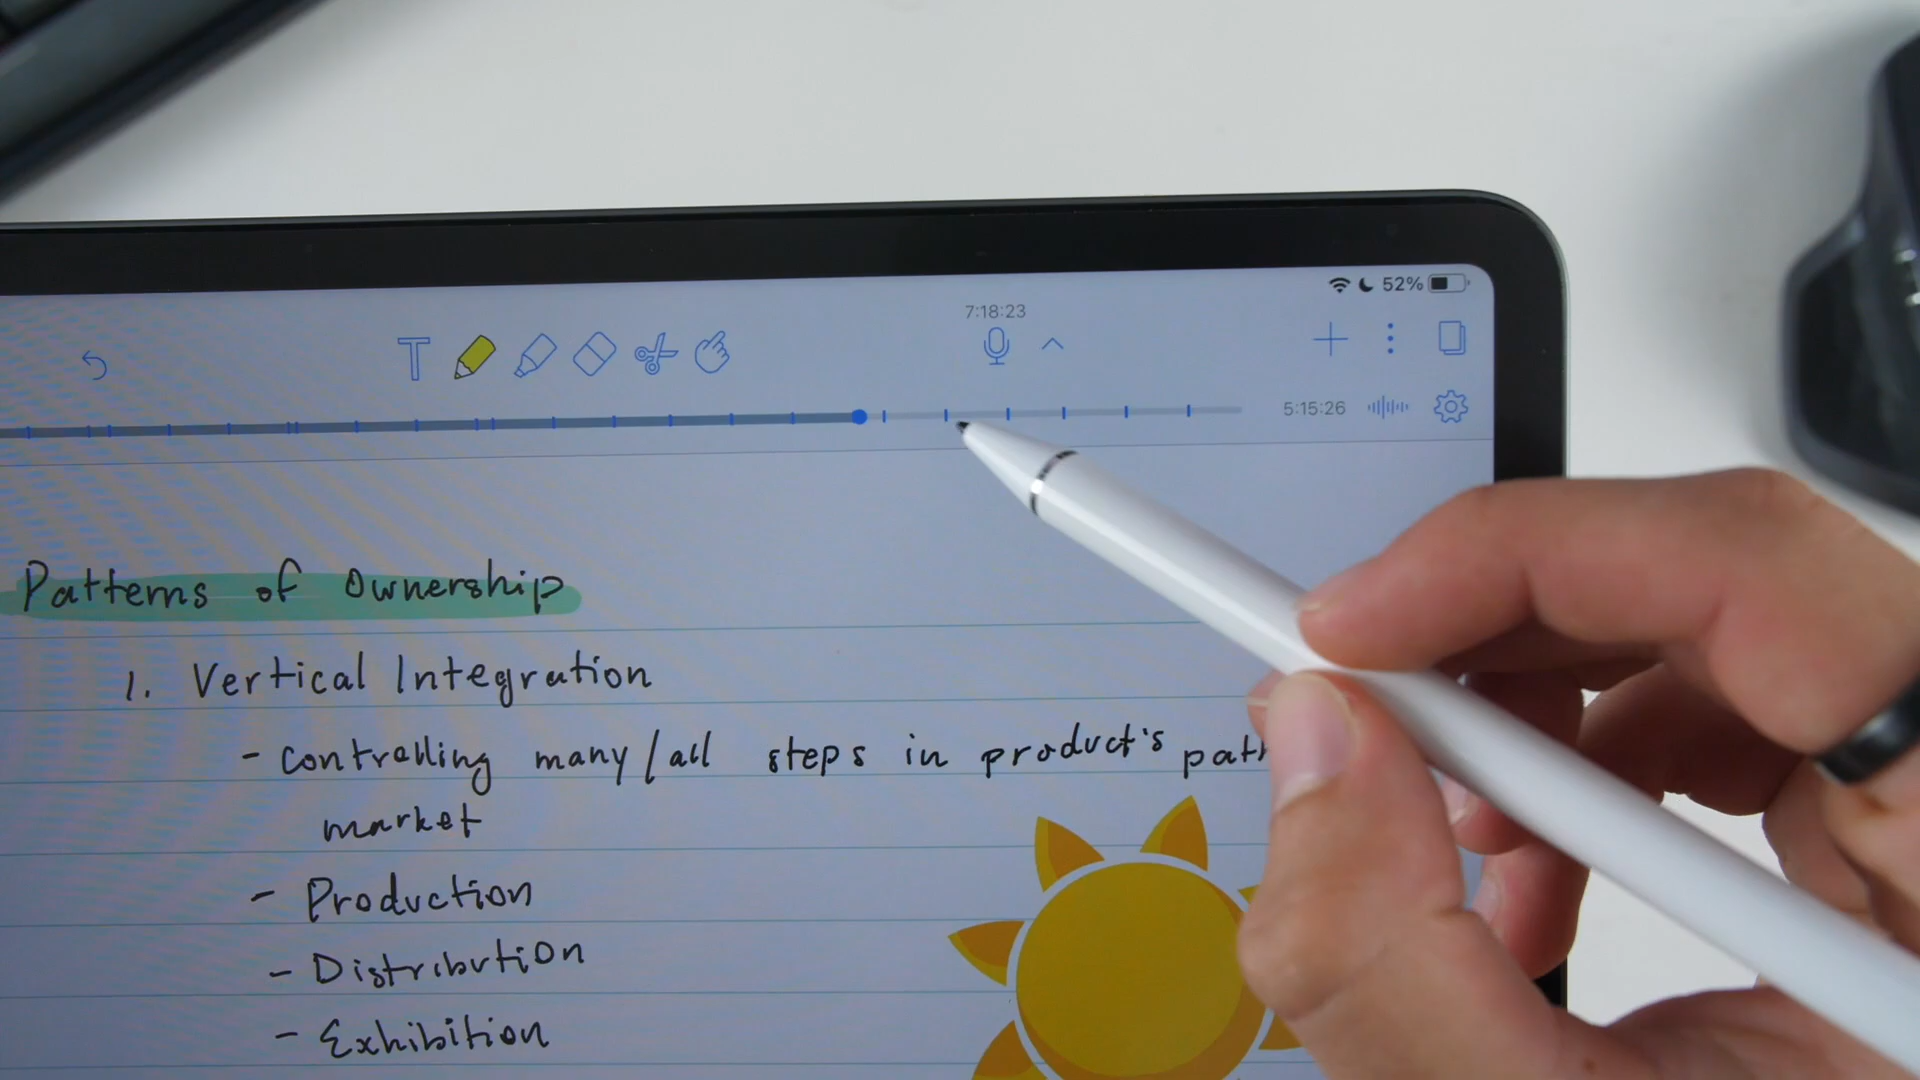 52%
7:18:23
T
5:15:26
Patterns of Ownership
1. Vertical Integration
- Controlling many/all steps in product's path
market
- Production
- Distribution
- Exhibition